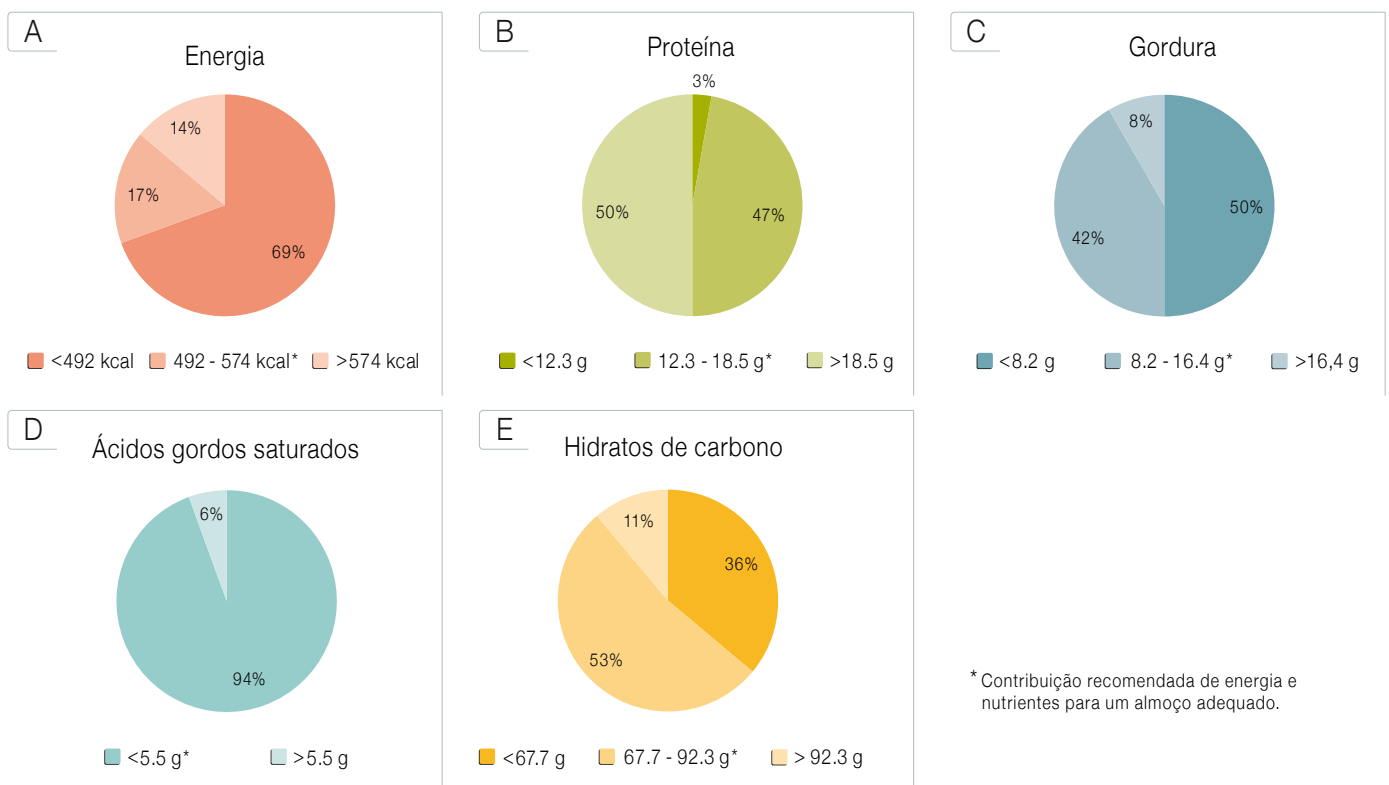 A
Energia
14%
17%
69%
<492 kcal 492 - 574 kcal* >574 kcal
B
Proteína
3%
50%
47%
<12.3 g 12.3 - 18.5 g* >18.5 g
C
Gordura
8%
50%
42%
<8.2 g 8.2 - 16.4 g* >16,4 g
D
Ácidos gordos saturados
6%
94%
<5.5 g* >5.5 g
E
Hidratos de carbono
11%
36%
53%
<67.7 g 67.7 - 92.3 g* > 92.3 g
* Contribuição recomendada de energia e
nutrientes para um almoço adequado.